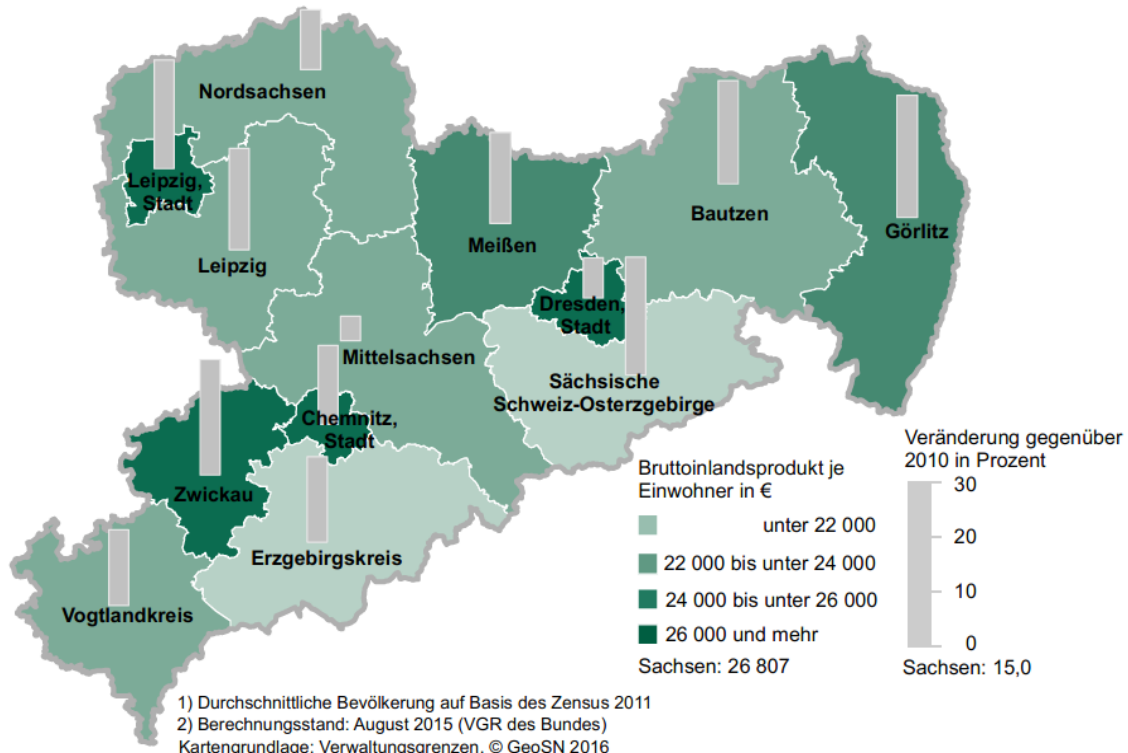 Nordsachsen
Leipzig,
Stadt
Leipzig
Meißen
Bautzen
Görlitz
Dresden,
Stadt
Mittelsachsen
Sächsische
Schweiz-Osterzgebirge
Chemnitz,
Stadt
Zwickau
Erzgebirgskreis
Vogtlandkreis
Bruttoinlandsprodukt je
Einwohner in €
unter 22 000
22 000 bis unter 24 000
24 000 bis unter 26 000
26 000 und mehr
Sachsen: 26 807
Veränderung gegenüber
2010 in Prozent
30
20
10
0
Sachsen: 15,0
1) Durchschnittliche Bevölkerung auf Basis des Zensus 2011
2) Berechnungsstand: August 2015 (VGR des Bundes)
Kartengrundlage: Verwaltungsgrenzen, © GeoSN 2016